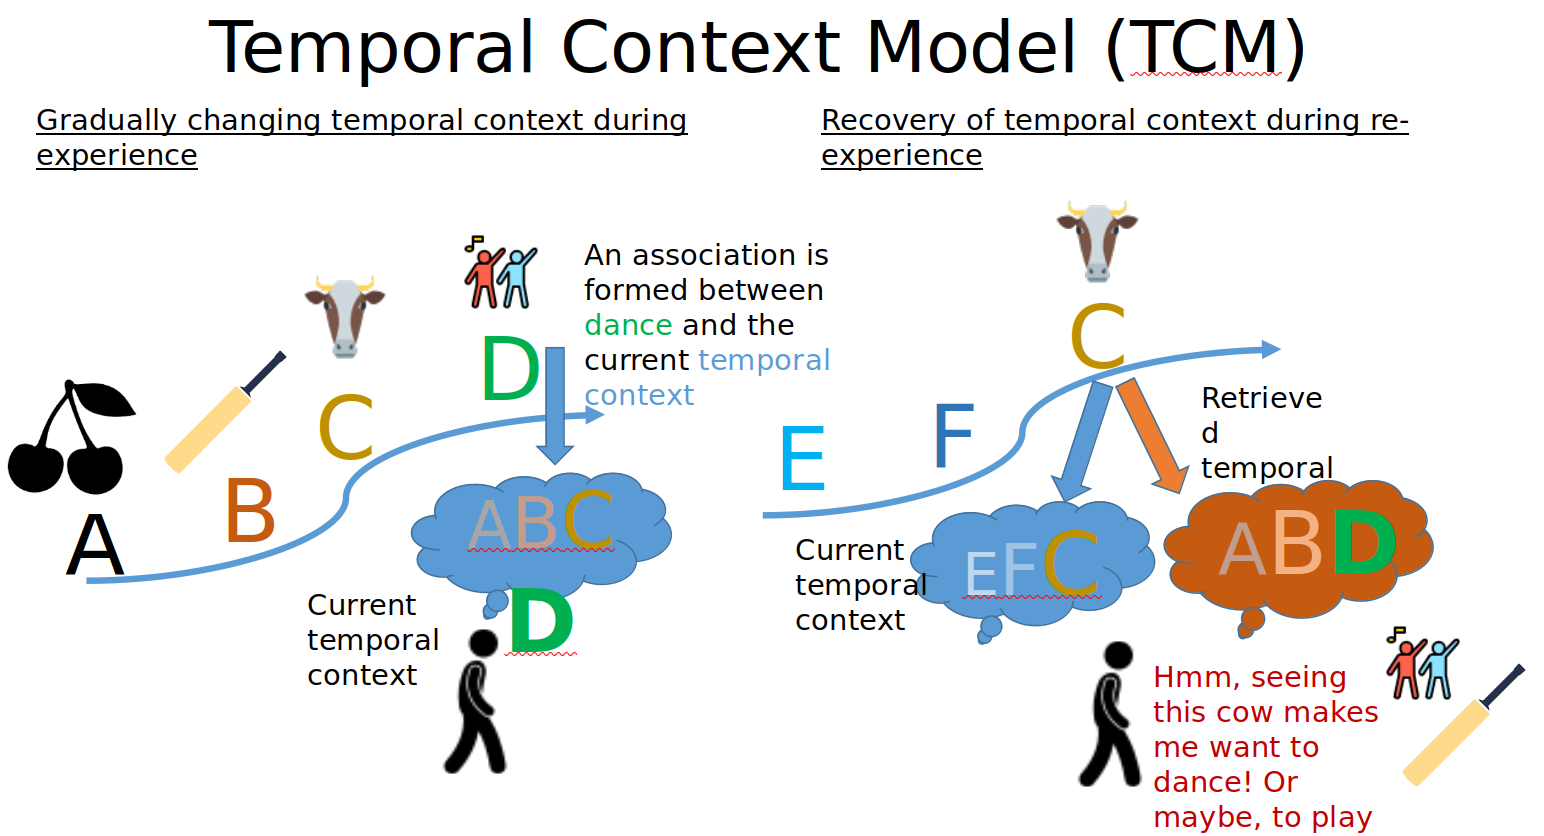 Temporal Context Model (TCM)
Gradually changing temporal context during
experience
Recovery of temporal context during re-
experience
An association is
formed between
dance and the
current temporal
context
A
B
C
D
ABC
D
Current
temporal
context
E
F
C
Retrieve
d
temporal
Current
temporal
context
EFC
ABD
Hmm, seeing
this cow makes
me want to
dance! Or
maybe, to play